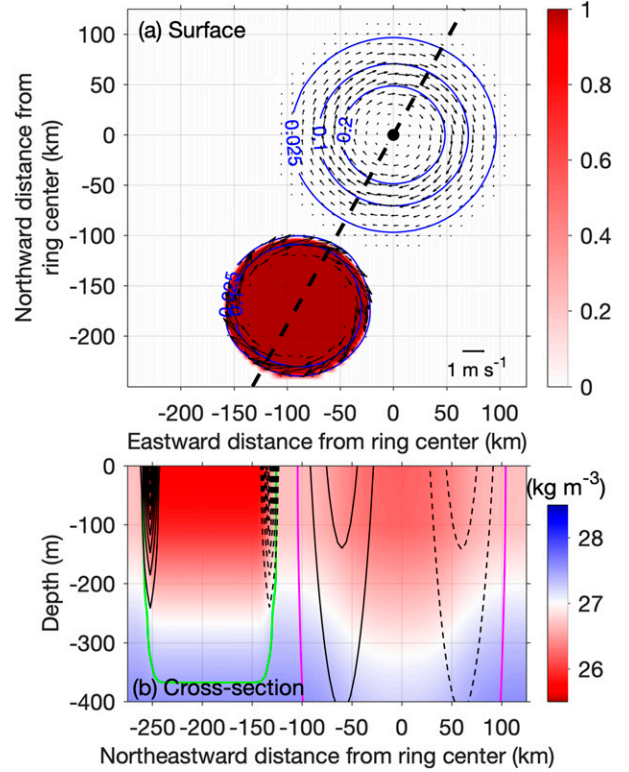 (a) Surface
Northward distance from
ring center (km)
100
50
0
-50
-100
-150
-200
0.025
0.1
0.2
1 m s⁻¹
-200 -150 -100 -50 0 50 100
Eastward distance from ring center (km)
1
0.8
0.6
0.4
0.2
0
Depth (m)
0
-100
-200
-300
-400
(b) Cross-section
-250 -200 -150 -100 -50 0 50 100
Northeastward distance from ring center (km)
(kg m⁻³)
28
27
26